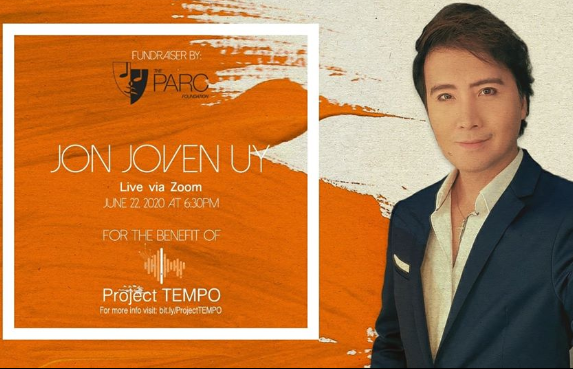 FUNDRAISER BY:
THE
PARC
FOUNDATION
JON JOVEN UY
Live via Zoom
JUNE 22, 2020 AT 6:30PM
FOR THE BENEFIT OF
Project TEMPO
For more info visit: bit.ly/ProjectTEMPO